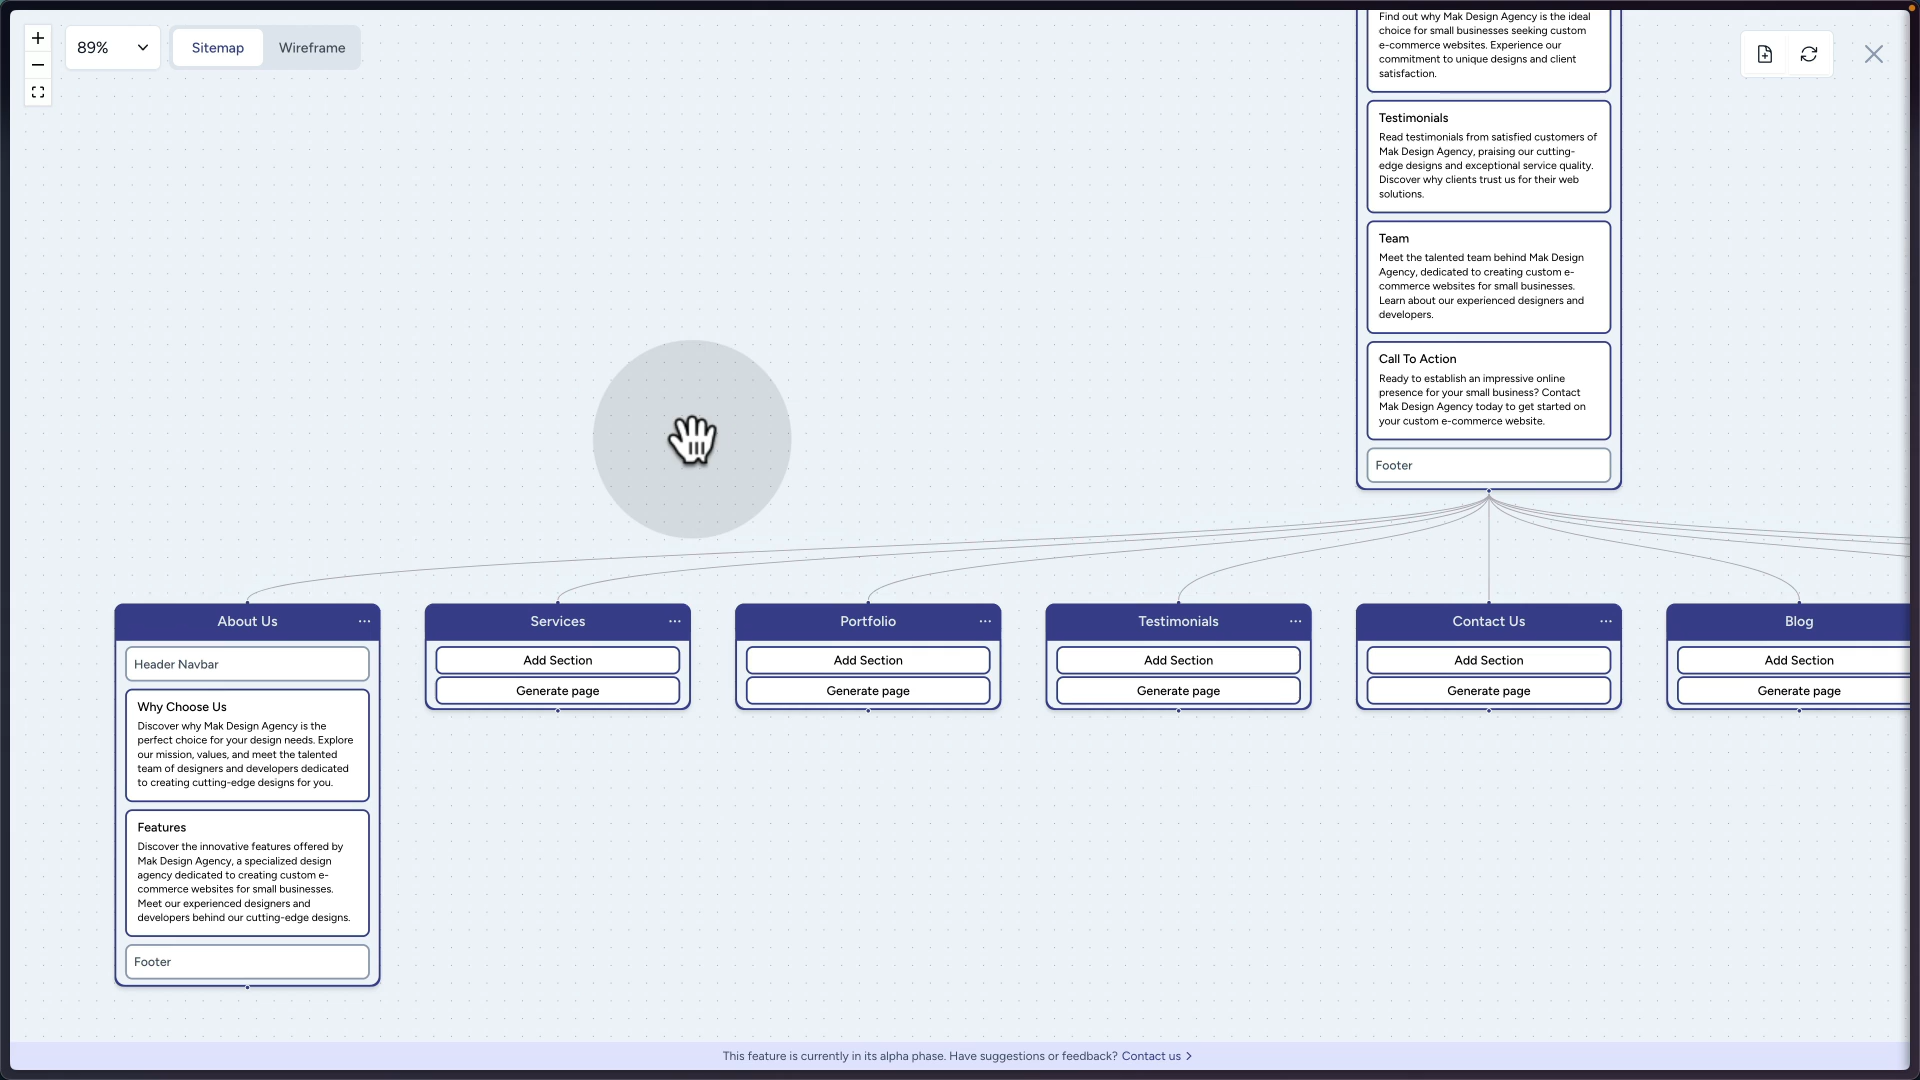 89%
Sitemap
Wireframe
Find out why Mak Design Agency is the ideal
choice for small businesses seeking custom
e-commerce websites. Experience our
commitment to unique designs and client
satisfaction.
Testimonials
Read testimonials from satisfied customers of
Mak Design Agency, praising our cutting-
edge designs and exceptional service quality.
Discover why clients trust us for their web
solutions.
Team
Meet the talented team behind Mak Design
Agency, dedicated to creating custom e-
commerce websites for small businesses.
Learn about our experienced designers and
developers.
Call To Action
Ready to establish an impressive online
presence for your small business? Contact
Mak Design Agency today to get started on
your custom e-commerce website.
Footer
About Us
Header Navbar
Why Choose Us
Discover why Mak Design Agency is the
perfect choice for your design needs. Explore
our mission, values, and meet the talented
team of designers and developers dedicated
to creating cutting-edge designs for you.
Features
Discover the innovative features offered by
Mak Design Agency, a specialized design
agency dedicated to creating custom e-
commerce websites for small businesses.
Meet our experienced designers and
developers behind our cutting-edge designs.
Footer
Services
Add Section
Generate page
Portfolio
Add Section
Generate page
Testimonials
Add Section
Generate page
Contact Us
Add Section
Generate page
Blog
Add Section
Generate page
This feature is currently in its alpha phase. Have suggestions or feedback? Contact us